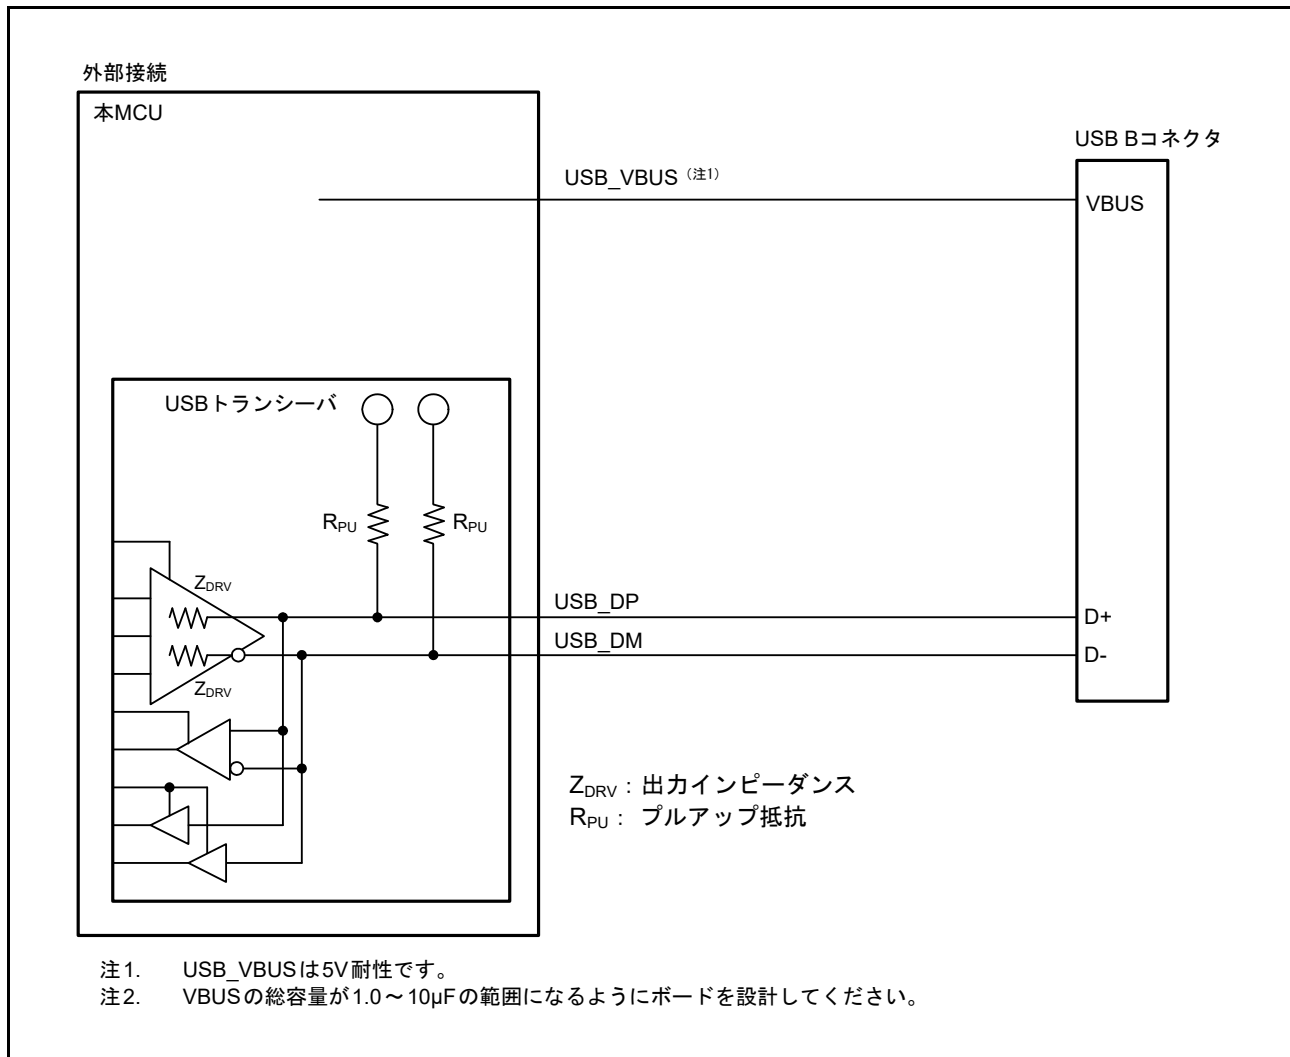 外部接続
本MCU
USB Bコネクタ
USB_VBUS（注1）
VBUS
USBトランシーバ
RPU
RPU
ZDRV
USB_DP
D+
USB_DM
D-
ZDRV
ZDRV：出力インピーダンス
RPU： プルアップ抵抗
注1. USB_VBUSは5V耐性です。
注2. VBUSの総容量が1.0～10μFの範囲になるようにボードを設計してください。